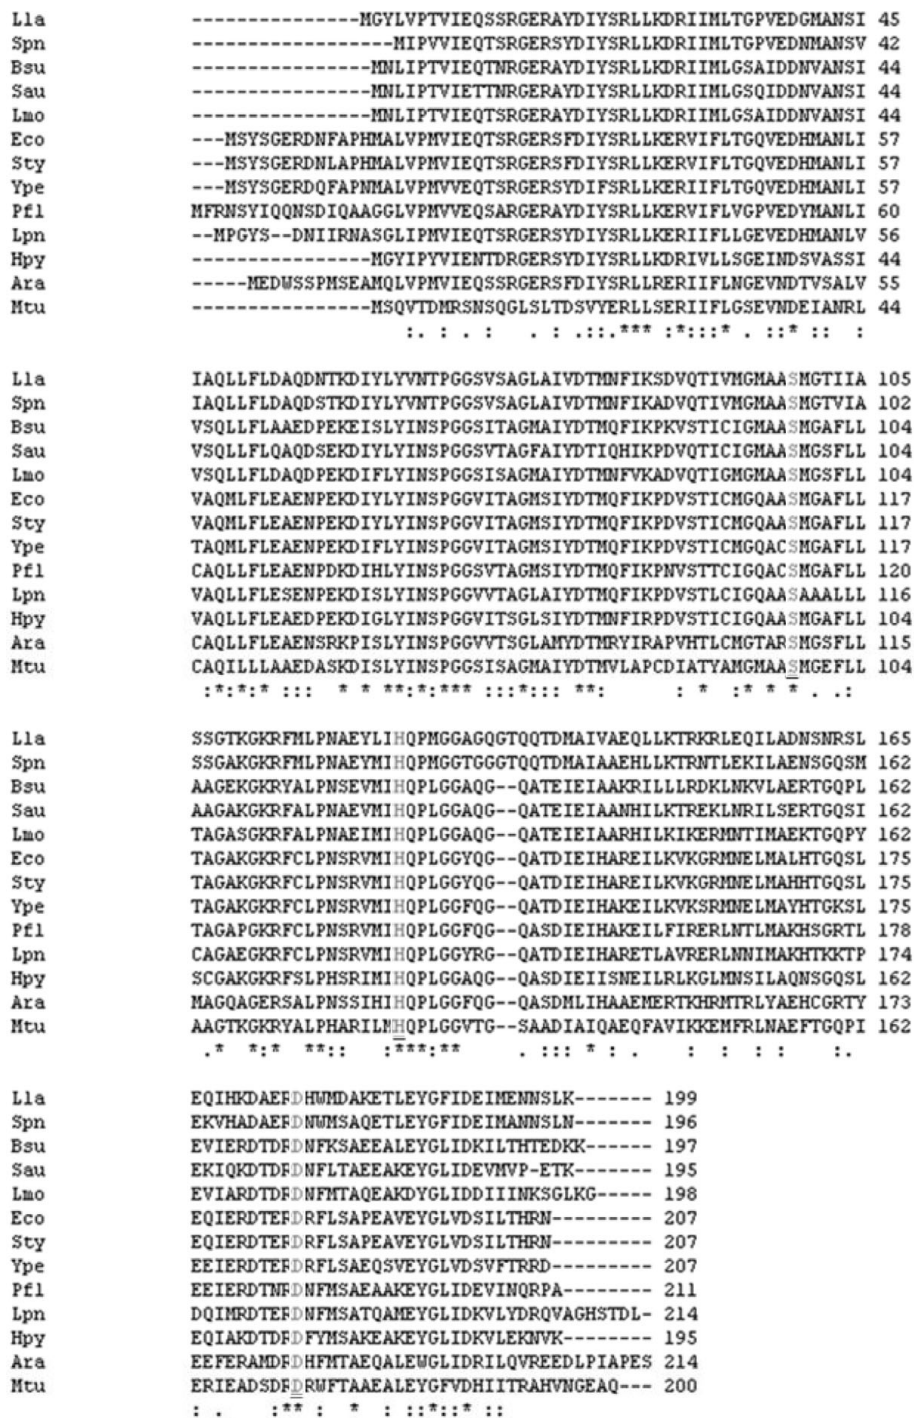 Lla ---------------MGYLVPTVIEQSSRGERAYDIYSRLLKDRIIMLTGPVEDGMANSI 45
Spn ------------------MIPVVIEQTSRGERSYDIYSRLLKDRIIMLTGPVEDNMANSV 42
Bsu ----------------MNLIPTVIEQTNRGERAYDIYSRLLKDRIIMLGSAIDDNVANSI 44
Sau ----------------MNLIPTVIETTNRGERAYDIYSRLLKDRIIMLGSQIDDNVANSI 44
Lmo ----------------MNLIPTVIEQTSRGERAYDIYSRLLKDRIIMLGSAIDDNVANSI 44
Eco ---MSYSGERDNFAPHMALVPMVIEQTSRGERSFDIYSRLLKERVIFLTGQVEDHMANLI 57
Sty ---MSYSGERDNLAPHMALVPMVIEQTSRGERSFDIYSRLLKERVIFLTGQVEDHMANLI 57
Ype ---MSYSGERDQFAPNMALVPMVVEQTSRGERSYDIFSRLLKERIIFLTGQVEDHMANLI 57
Pfl MFRNSYIQQNSDIQAAGGLVPMVVEQSARGERAYDIYSRLLKERVIFLVGPVEDYMANLI 60
Lpn --MPGYS--DNIIRNASGLIPMVIEQTSRGERSYDIYSRLLKERIIFLLGEVEDHMANLV 56
Hpy ----------------MGYIPYVIENTDRGERSYDIYSRLLKDRIVLLSGEINDSVASSI 44
Ara -----MEDWSSPMSEAMQLVPMVIEQSSRGERSFDIYSRLLRERIIFLNGEVNDTVSALV 55
Mtu ----------------MSQVTDMRSNSQGLSLTDSVYERLLSERIIFLGSEVNDEIANRL 44
:. : . : . : .::.*** :*:::* . ::* :: :
Lla IAQLLFLDAQDNTKDIYLYVNTPGGSVSAGLAIVDTMNFIKSDVQTIVMGMAASMGTIIA 105
Spn IAQLLFLDAQDSTKDIYLYVNTPGGSVSAGLAIVDTMNFIKADVQTIVMGMAASMGTVIA 102
Bsu VSQLLFLAAEDPEKEISLYINSPGGSITAGMAIYDTMQFIKPKVSTICIGMAASMGAFLL 104
Sau VSQLLFLQAQDSEKDIYLYINSPGGSVTAGFAIYDTIQHIKPDVQTICIGMAASMGSFLL 104
Lmo VSQLLFLDAQDPEKDIFLYINSPGGSISAGMAIYDTMNFVKADVQTIGMGMAASMGSFLL 104
Eco VAQMLFLEAENPEKDIYLYINSPGGVITAGMSIYDTMQFIKPDVSTICMGQAASMGAFLL 117
Sty VAQMLFLEAENPEKDIYLYINSPGGVITAGMSIYDTMQFIKPDVSTICMGQAASMGAFLL 117
Ype TAQMLFLEAENPEKDIFLYINSPGGVITAGMSIYDTMQFIKPDVSTICMGQACSMGAFLL 117
Pfl CAQLLFLEAENPDKDIHLYINSPGGSVTAGMSIYDTMQFIKPNVSTTCIGQACSMGAFLL 120
Lpn VAQLLFLESENPEKDISLYINSPGGVVTAGLAIYDTMQFIKPDVSTLCIGQAASAAALLL 116
Hpy VAQLLFLEAEDPEKDIGLYINSPGGVITSGLSIYDTMNFIRPDVSTICIGQAASMGAFLL 104
Ara CAQLLFLEAENSRKPISLYINSPGGVVTSGLAMYDTMRYIRAPVHTLCMGTARSMGSFLL 115
Mtu CAQILLLAAEDASKDISLYINSPGGSISAGMAIYDTMVLAPCDIATYAMGMAASMGEFLL 104
:*:*:* ::: * * **:*:*** :::*::: **: : * :* * * . .:
Lla SSGTKGKRFMLPNAEYLIHQPMGGAGQGTQQTDMAIVAEQLLKTRKRLEQILADNSNRSL 165
Spn SSGAKGKRFMLPNAEYMIHQPMGGTGGGTQQTDMAIAAEHLLKTRNTLEKILAENSGQSM 162
Bsu AAGEKGKRYALPNSEVMIHQPLGGAQG--QATEIEIAAKRILLLRDKLNKVLAERTGQPL 162
Sau AAGAKGKRFALPNAEVMIHQPLGGAQG--QATEIEIAANHILKTREKLNRILSERTGQSI 162
Lmo TAGASGKRFALPNAEIMIHQPLGGAQG--QATEIEIAARHILKIKERMNTIMAEKTGQPY 162
Eco TAGAKGKRFCLPNSRVMIHQPLGGYQG--QATDIEIHAREILKVKGRMNELMALHTGQSL 175
Sty TAGAKGKRFCLPNSRVMIHQPLGGYQG--QATDIEIHAREILKVKGRMNELMAHHTGQSL 175
Ype TAGAKGKRFCLPNSRVMIHQPLGGFQG--QATDIEIHAKEILKVKSRMNELMAYHTGKSL 175
Pfl TAGAPGKRFCLPNSRVMIHQPLGGFQG--QASDIEIHAKEILFIRERLNTLMAKHSGRTL 178
Lpn CAGAEGKRFCLPNSRVMIHQPLGGYRG--QATDIEIHARETLAVRERLNNIMAKHTKKTP 174
Hpy SCGAKGKRFSLPHSRIMIHQPLGGAQG--QASDIEIISNEILRLKGLMNSILAQNSGQSL 162
Ara MAGQAGERSALPNSSIHIHQPLGGFQG--QASDMLIHAAEMERTKHRMTRLYAEHCGRTY 173
Mtu AAGTKGKRYALPHARILMHQPLGGVTG--SAADIAIQAEQFAVIKKEMFRLNAEFTGQPI 162
.* *:* **:: :***:** . ::: * : . : : : : :.
Lla EQIHKDAERDHWMDAKETLEYGFIDEIMENNSLK------- 199
Spn EKVHADAERDNWMSAQETLEYGFIDEIMANNSLN------- 196
Bsu EVIERDTDRDNFKSAEEALEYGLIDKILTHTEDKK------ 197
Sau EKIQKDTDRDNFLTAEEAKEYGLIDEVMVP-ETK------- 195
Lmo EVIARDTDRDNFMTAQEAKDYGLIDDIIINKSGLKG----- 198
Eco EQIERDTERDRFLSAPEAVEYGLVDSILTHRN--------- 207
Sty EQIERDTERDRFLSAPEAVEYGLVDSILTHRN--------- 207
Ype EEIERDTERDRFLSAEQSVEYGLVDSVFTRRD--------- 207
Pfl EEIERDTNRDNFMSAEAAKEYGLIDEVINQRPA-------- 211
Lpn DQIMRDTERDNFMSATQAMEYGLIDKVLYDRQVAGHSTDL- 214
Hpy EQIAKDTDRDFYMSAKEAKEYGLIDKVLEKNVK-------- 195
Ara EEFERAMDRDHFMTAEQALEWGLIDRILQVREEDLPIAPES 214
Mtu ERIEADSDRDRWFTAAEALEYGFVDHIITRAHVNGEAQ--- 200
: . :** : * : ::*::* ::